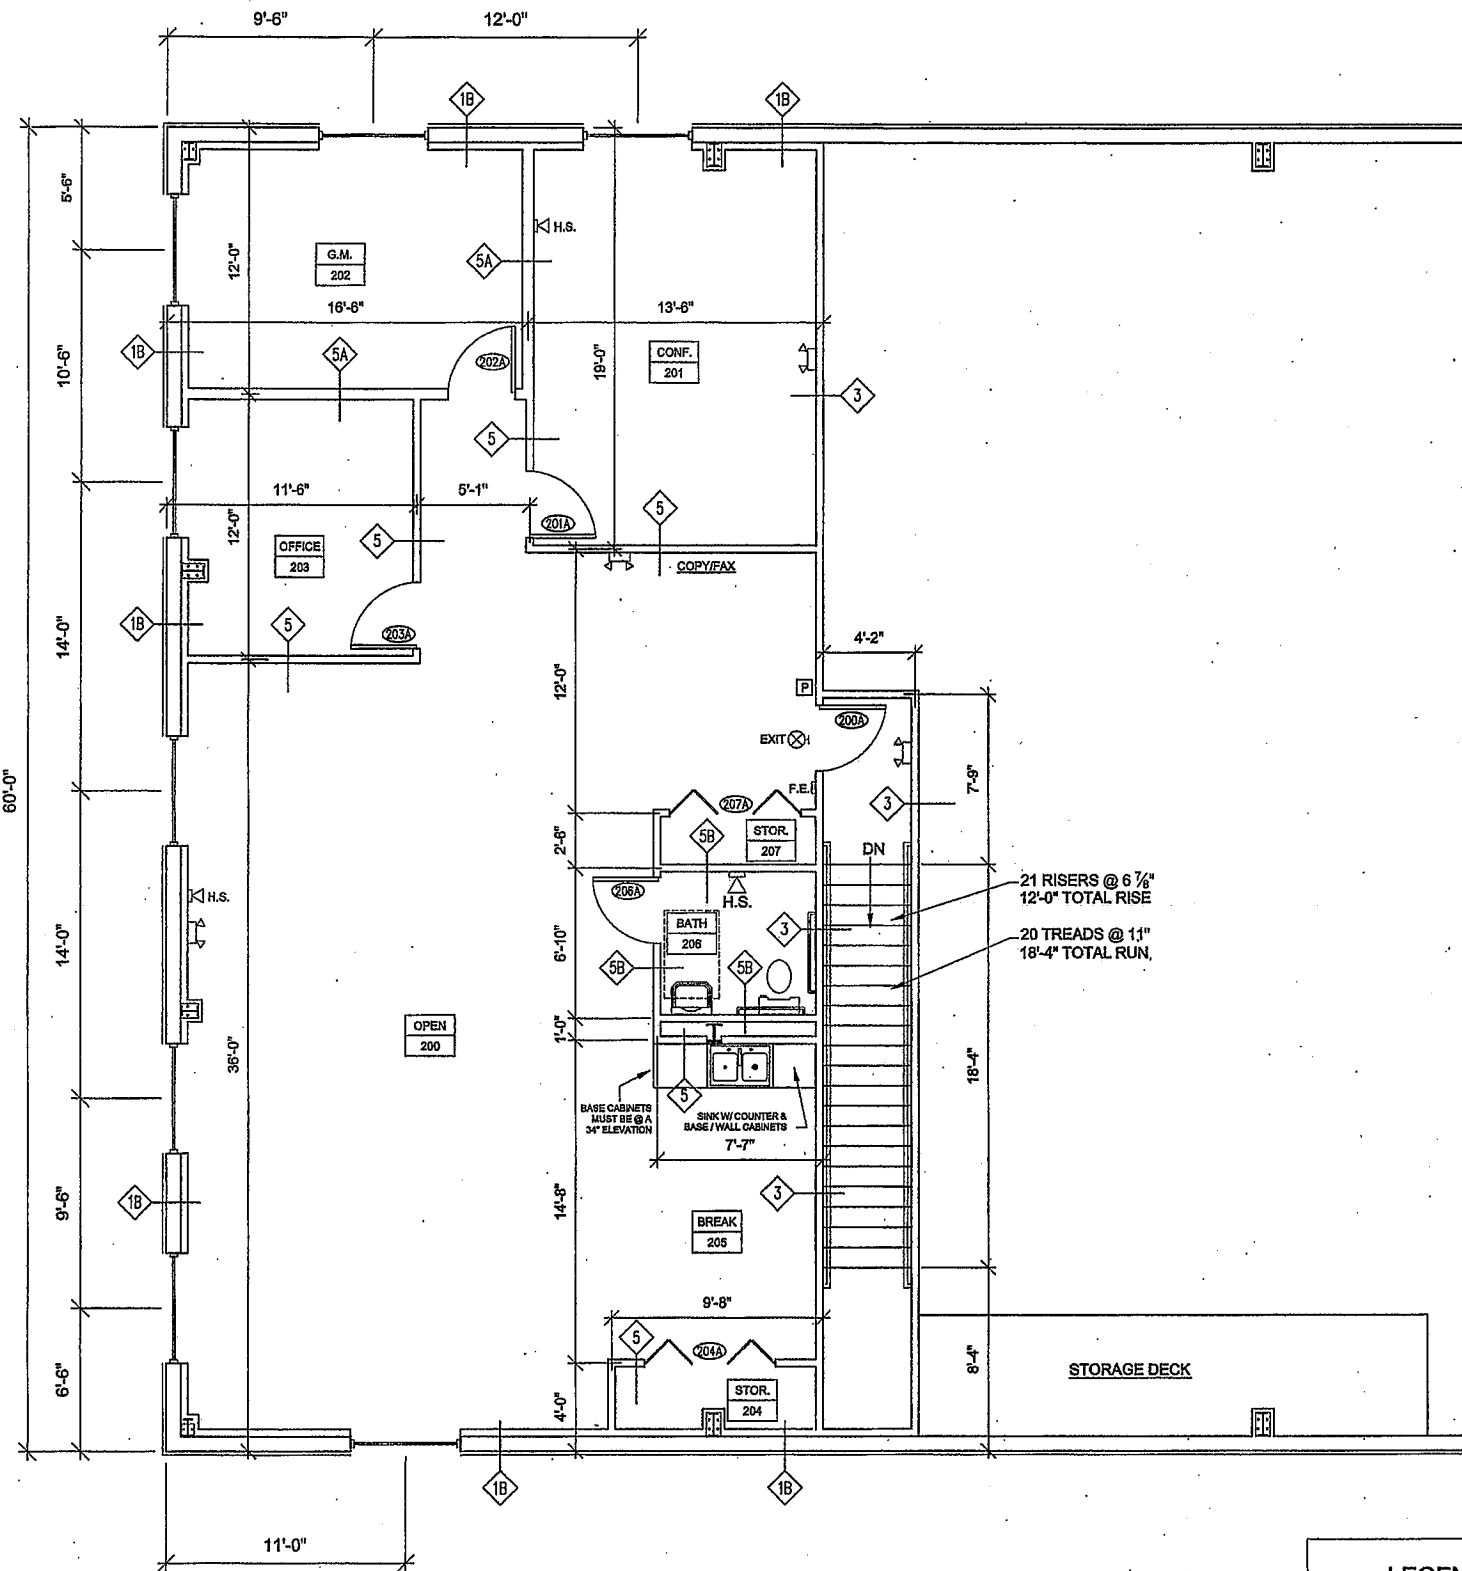 9'-6"
12'-0"
1B
1B
5'-6"
12'-0"
H.S.
G.M.
202
5A
16'-6"
13'-6"
10'-6"
1B
5A
202A
19'-0"
CONF.
201
3
5
11'-6"
5'-1"
5
201A
12'-0"
OFFICE
203
5
COPY/FAX
14'-0"
1B
5
203A
4'-2"
12'-0"
P
200A
EXIT
60'-0"
7'-9"
F.E.
3
207A
STOR.
207
5B
2'-6"
DN
21 RISERS @ 6 7/8"
12'-0" TOTAL RISE
206A
H.S.
H.S.
BATH
206
3
20 TREADS @ 11"
18'-4" TOTAL RUN,
14'-0"
6'-10"
5B
5B
OPEN
200
1'-0"
36'-0"
18'-4"
5
BASE CABINETS
MUST BE @ A
34" ELEVATION
SINK W/ COUNTER &
BASE / WALL CABINETS
7'-7"
9'-6"
1B
14'-8"
3
BREAK
205
9'-8"
5
204A
6'-6"
8'-4"
STORAGE DECK
STOR.
204
4'-0"
1B
1B
11'-0"